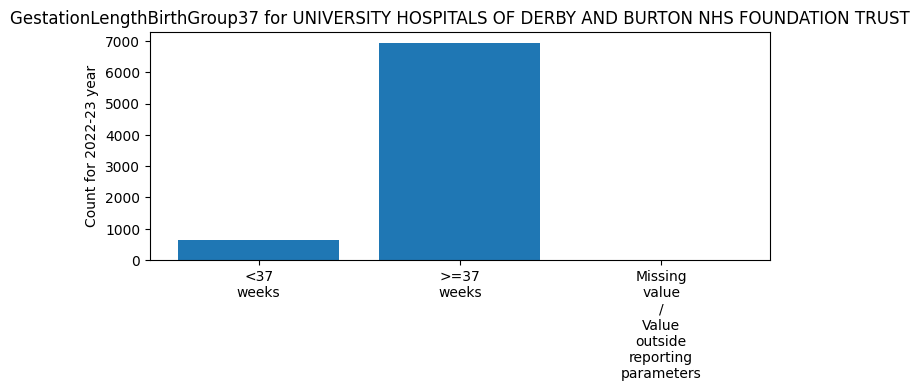 GestationLengthBirthGroup37 for UNIVERSITY HOSPITALS OF DERBY AND BURTON NHS FOUNDATION TRUST
Count for 2022-23 year
7000
6000
5000
4000
3000
2000
1000
0
<37
weeks
>=37
weeks
Missing
value
/
Value
outside
reporting
parameters